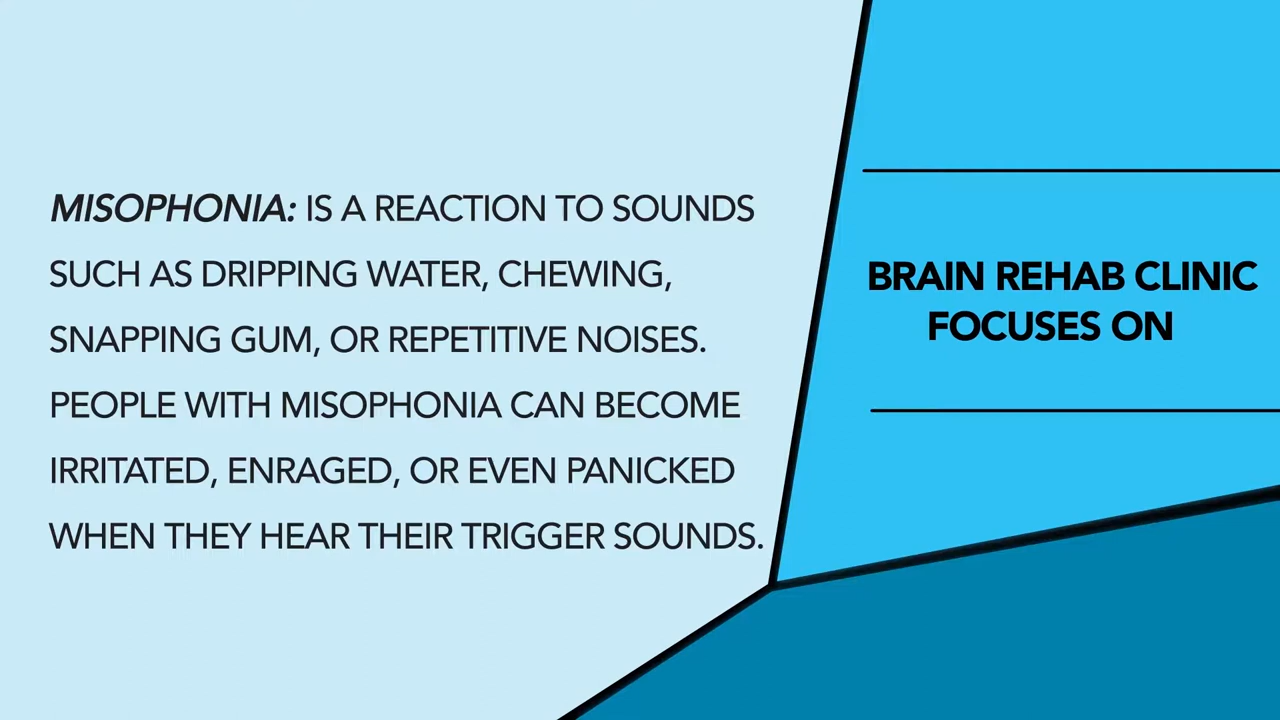 MISOPHONIA: IS A REACTION TO SOUNDS
SUCH AS DRIPPING WATER, CHEWING,
SNAPPING GUM, OR REPETITIVE NOISES.
PEOPLE WITH MISOPHONIA CAN BECOME
IRRITATED, ENRAGED, OR EVEN PANICKED
WHEN THEY HEAR THEIR TRIGGER SOUNDS.
BRAIN REHAB CLINIC
FOCUSES ON